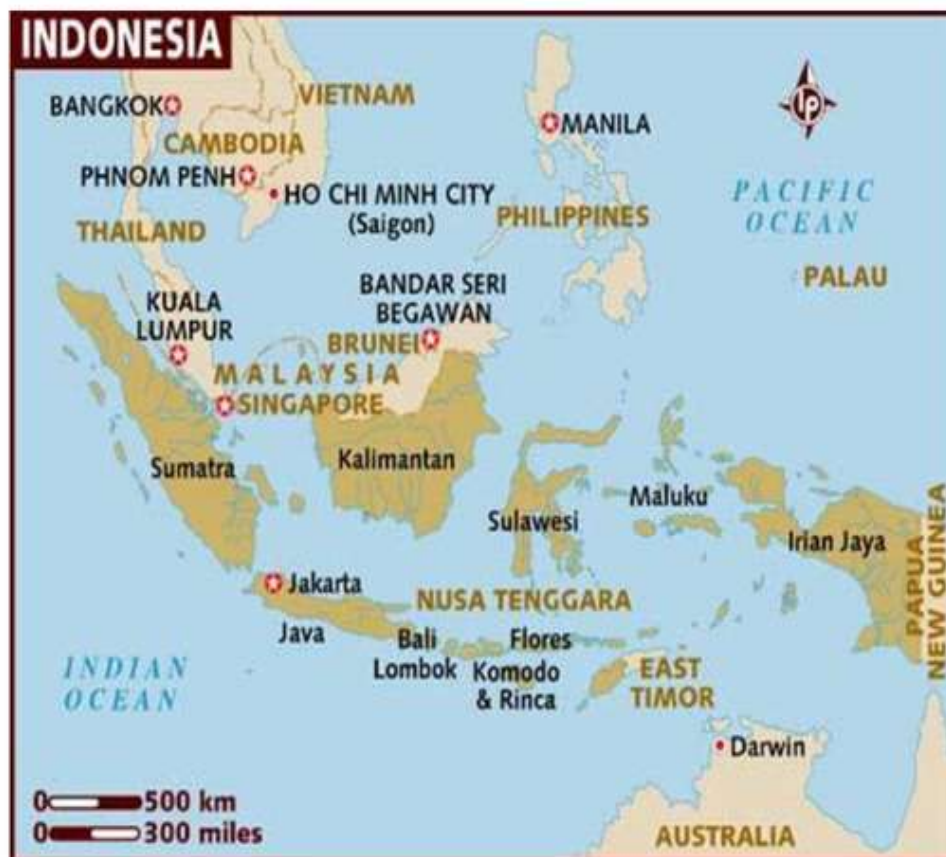 INDONESIA
BANGKOK
VIETNAM
MANILA
lp
CAMBODIA
PHNOM PENH
HO CHI MINH CITY
(Saigon)
PHILIPPINES
PACIFIC
OCEAN
THAILAND
PALAU
KUALA
LUMPUR
BANDAR SERI
BEGAWAN
BRUNEI
MALAYSIA
SINGAPORE
Sumatra
Kalimantan
Sulawesi
Maluku
Irian Jaya
PAPUA
NEW GUINEA
Jakarta
NUSA TENGGARA
Java
Bali
Lombok
Flores
Komodo
& Rinca
EAST
TIMOR
INDIAN
OCEAN
Darwin
0 500 km
0 300 miles
AUSTRALIA